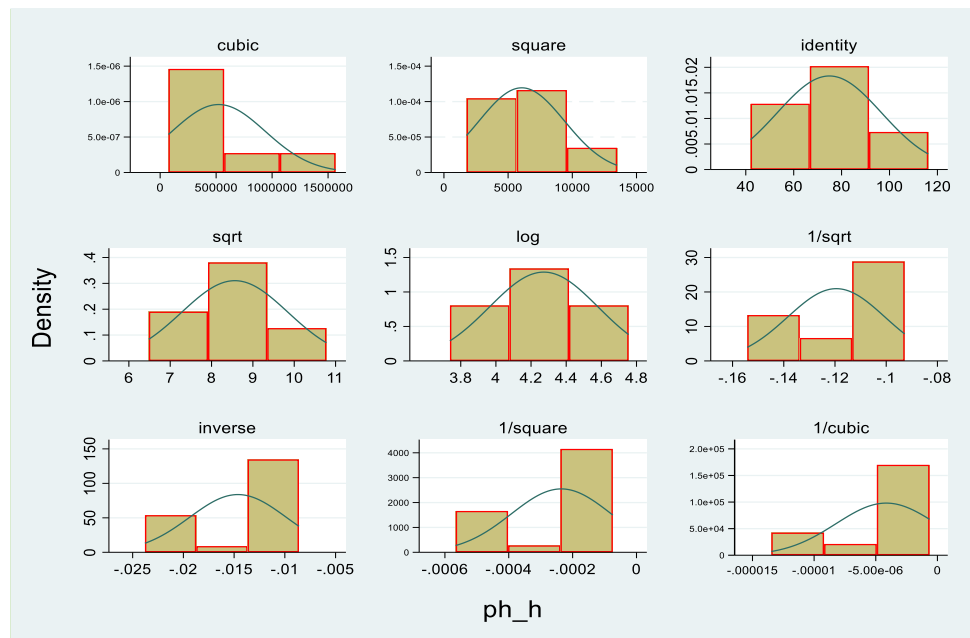 cubic
1.5e-06
1.0e-06
5.0e-07
0
0 500000 1000000 1500000
square
1.5e-04
1.0e-04
5.0e-05
0
0 5000 10000 15000
identity
0 .005 .01 .015 .02
40 60 80 100 120
Density
sqrt
0 .1 .2 .3 .4
6 7 8 9 10 11
log
0 .5 1 1.5
3.8 4 4.2 4.4 4.6 4.8
1/sqrt
0 10 20 30
-.16 -.14 -.12 -.1 -.08
inverse
0 50 100 150
-.025 -.02 -.015 -.01 -.005
1/square
4000
3000
2000
1000
0
-.0006 -.0004 -.0002 0
1/cubic
2.0e+05
1.5e+05
1.0e+05
5.0e+04
0
-.000015 -.00001 -5.00e-06 0
ph_h